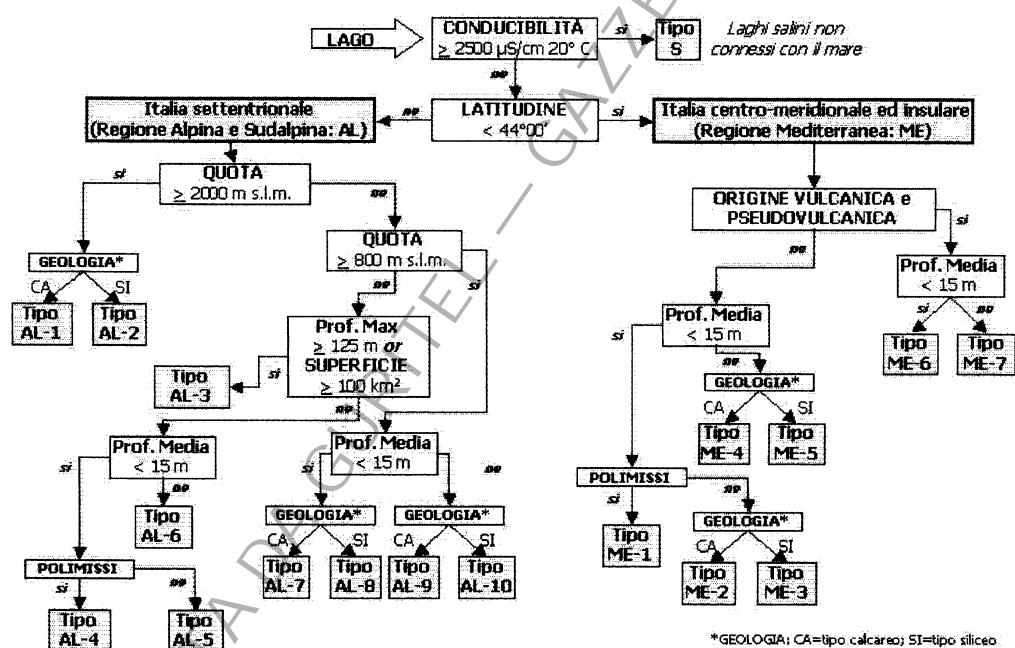 CONDUCIBILITÀ
≥ 2500 µS/cm 20° C
LAGO
si
Tipo
S
Laghi salini non
connessi con il mare
no
LATITUDINE
< 44°00'
no
si
Italia settentrionale
(Regione Alpina e Sudalpina: AL)
Italia centro-meridionale ed insulare
(Regione Mediterranea: ME)
QUOTA
≥ 2000 m s.l.m.
si
no
ORIGINE VULCANICA e
PSEUDOVULCANICA
si
no
QUOTA
≥ 800 m s.l.m.
no
si
GEOLOGIA*
CA
SI
Tipo
AL-1
Tipo
AL-2
Prof. Media
< 15 m
si
no
Tipo
ME-6
Tipo
ME-7
Prof. Max
≥ 125 m or
SUPERFICIE
≥ 100 km²
si
no
Tipo
AL-3
Prof. Media
< 15 m
si
no
GEOLOGIA*
CA
SI
Tipo
ME-4
Tipo
ME-5
Prof. Media
< 15 m
si
no
Tipo
AL-6
Prof. Media
< 15 m
si
no
GEOLOGIA*
CA
SI
Tipo
AL-7
Tipo
AL-8
GEOLOGIA*
CA
SI
Tipo
AL-9
Tipo
AL-10
POLIMISSI
si
no
Tipo
ME-1
GEOLOGIA*
CA
SI
Tipo
ME-2
Tipo
ME-3
POLIMISSI
si
no
Tipo
AL-4
Tipo
AL-5
*GEOLOGIA; CA=tipo calcareo; SI=tipo siliceo
DA GURITEL — GAZZE